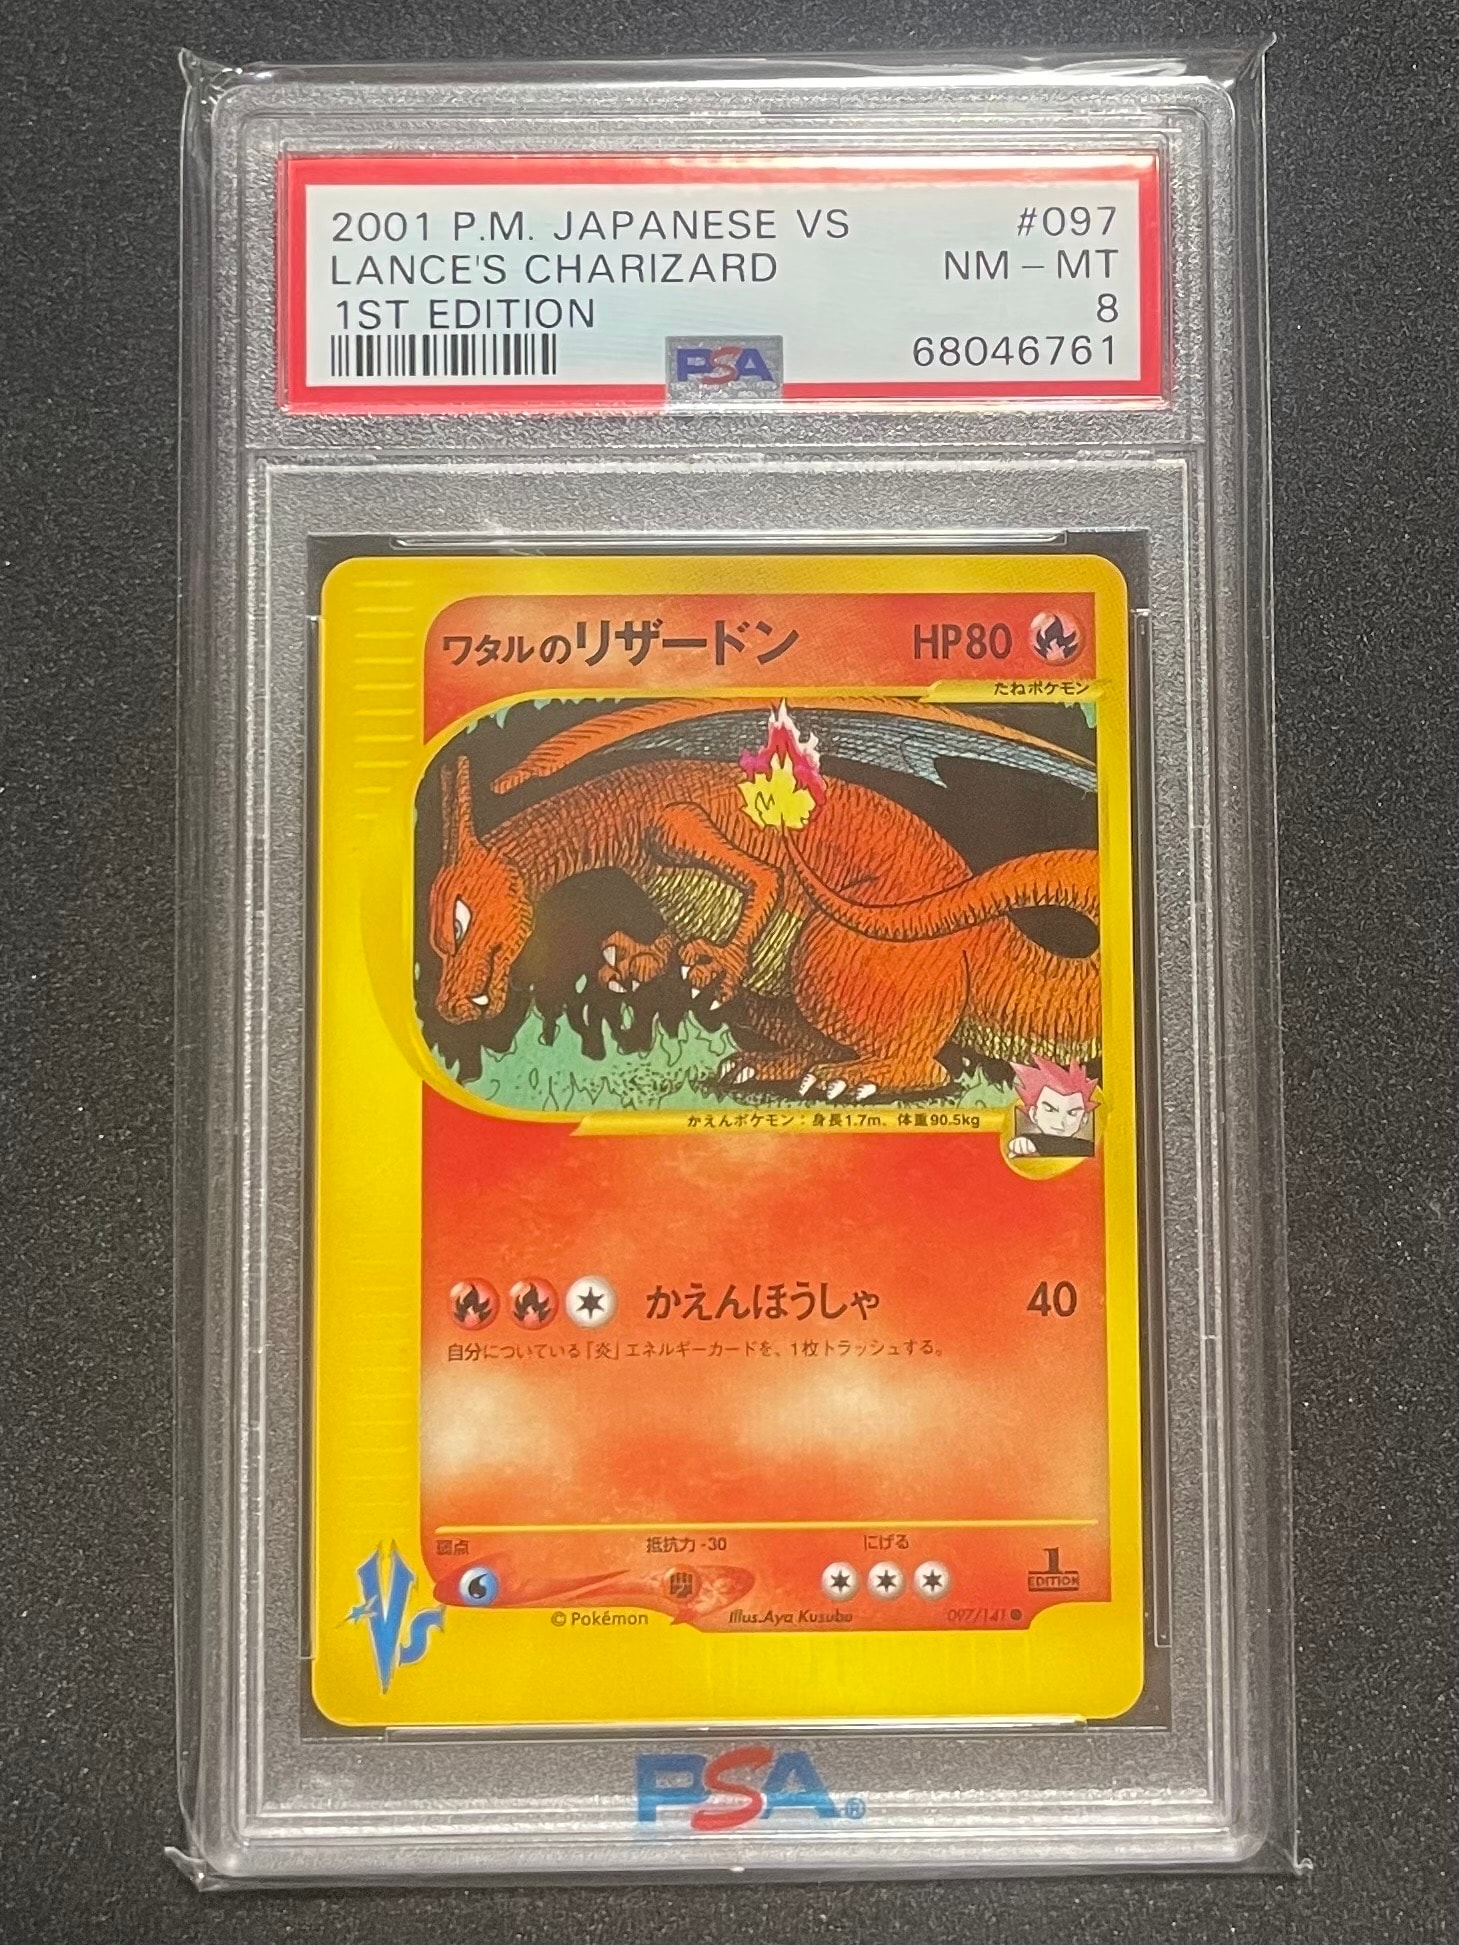 2001 P.M. JAPANESE VS #097
LANCE'S CHARIZARD NM - MT
1ST EDITION 8
PSA 68046761
ワタルのリザードン HP80
たねポケモン
かえんポケモン：身長1.7m、体重90.5kg
かえんほうしゃ 40
自分についている「炎」エネルギーカードを、1枚トラッシュする。
弱点 抵抗力-30 にげる
1 EDITION
©Pokémon Illus.Aya Kusube 097/141●
VS
PSA®